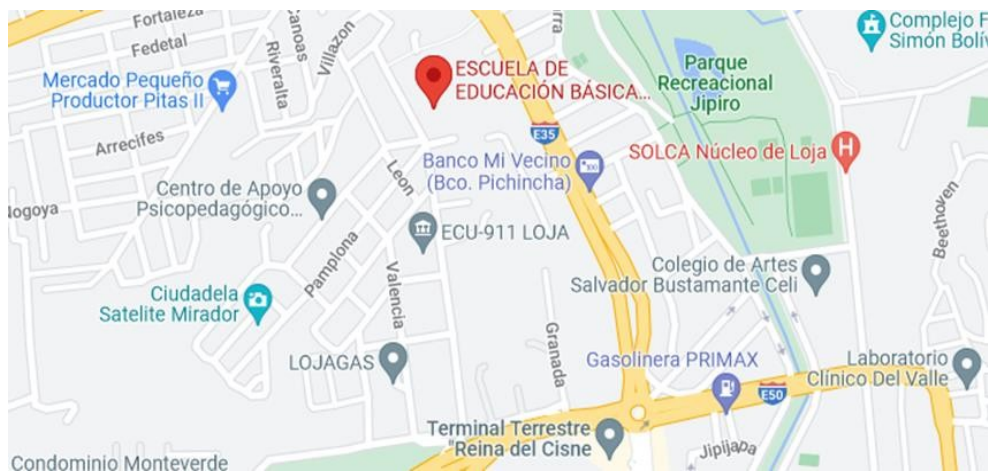 Fortaleza
Fedetal
Canoas
Villazon
Riveralta
ESCUELA DE
EDUCACIÓN BÁSICA...
Complejo F
Simón Bolív
Parque
Recreacional
Jipiro
Mercado Pequeño
Productor Pitas II
E35
Arrecifes
SOLCA Núcleo de Loja
H
Banco Mi Vecino
(Bco. Pichincha)
Leon
Centro de Apoyo
Psicopedagógico...
Nogoya
Beethoven
ECU-911 LOJA
Pamplona
Colegio de Artes
Salvador Bustamante Celi
Valencia
Ciudadela
Satelite Mirador
Granada
LOJAGAS
Gasolinera PRIMAX
Laboratorio
Clínico Del Valle
E50
Terminal Terrestre
"Reina del Cisne
Jipijapa
Condominio Monteverde